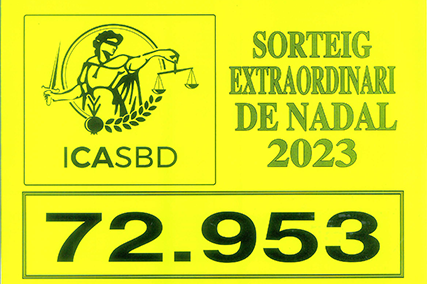 ICASBD
SORTEIG
EXTRAORDINARI
DE NADAL
2023
72.953